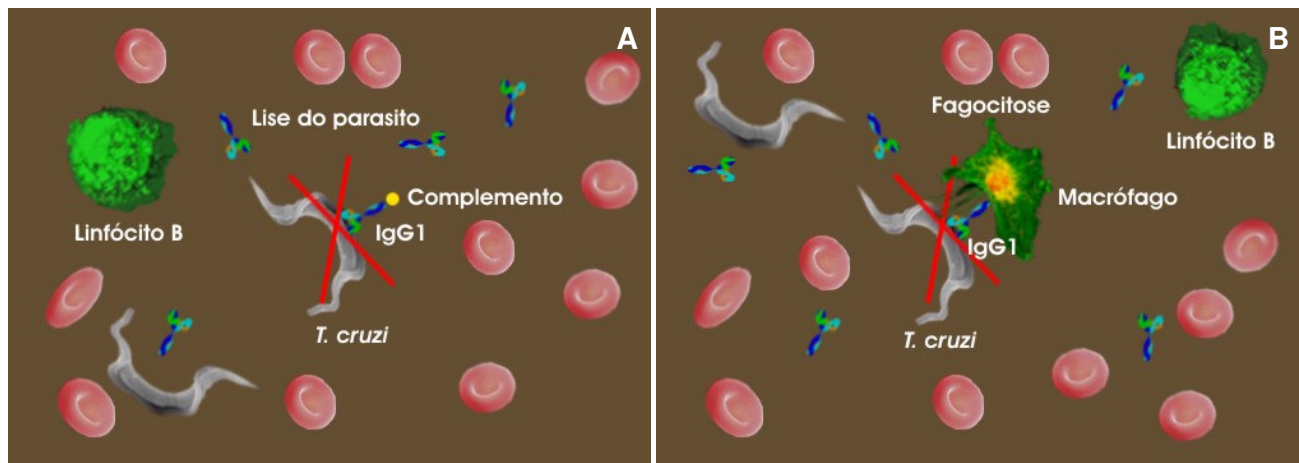 A
Lise do parasito
Complemento
Linfócito B
IgG1
T. cruzi
B
Fagocitose
Linfócito B
Macrófago
IgG1
T. cruzi